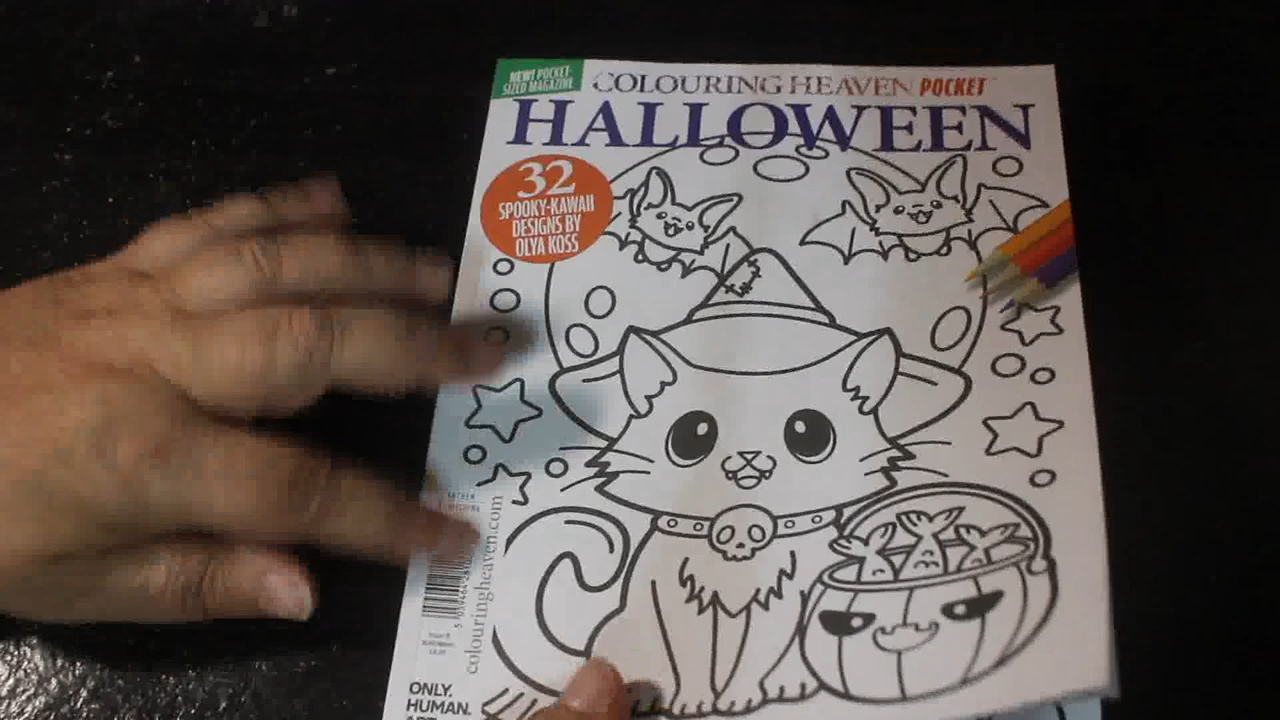 NEW! POCKET-
SIZED MAGAZINE
COLOURING HEAVEN POCKET
HALLOWEEN
32
SPOOKY-KAWAII
DESIGNS BY
OLYA KOSS
colouringheaven.com
ONLY.
HUMAN.
ART.